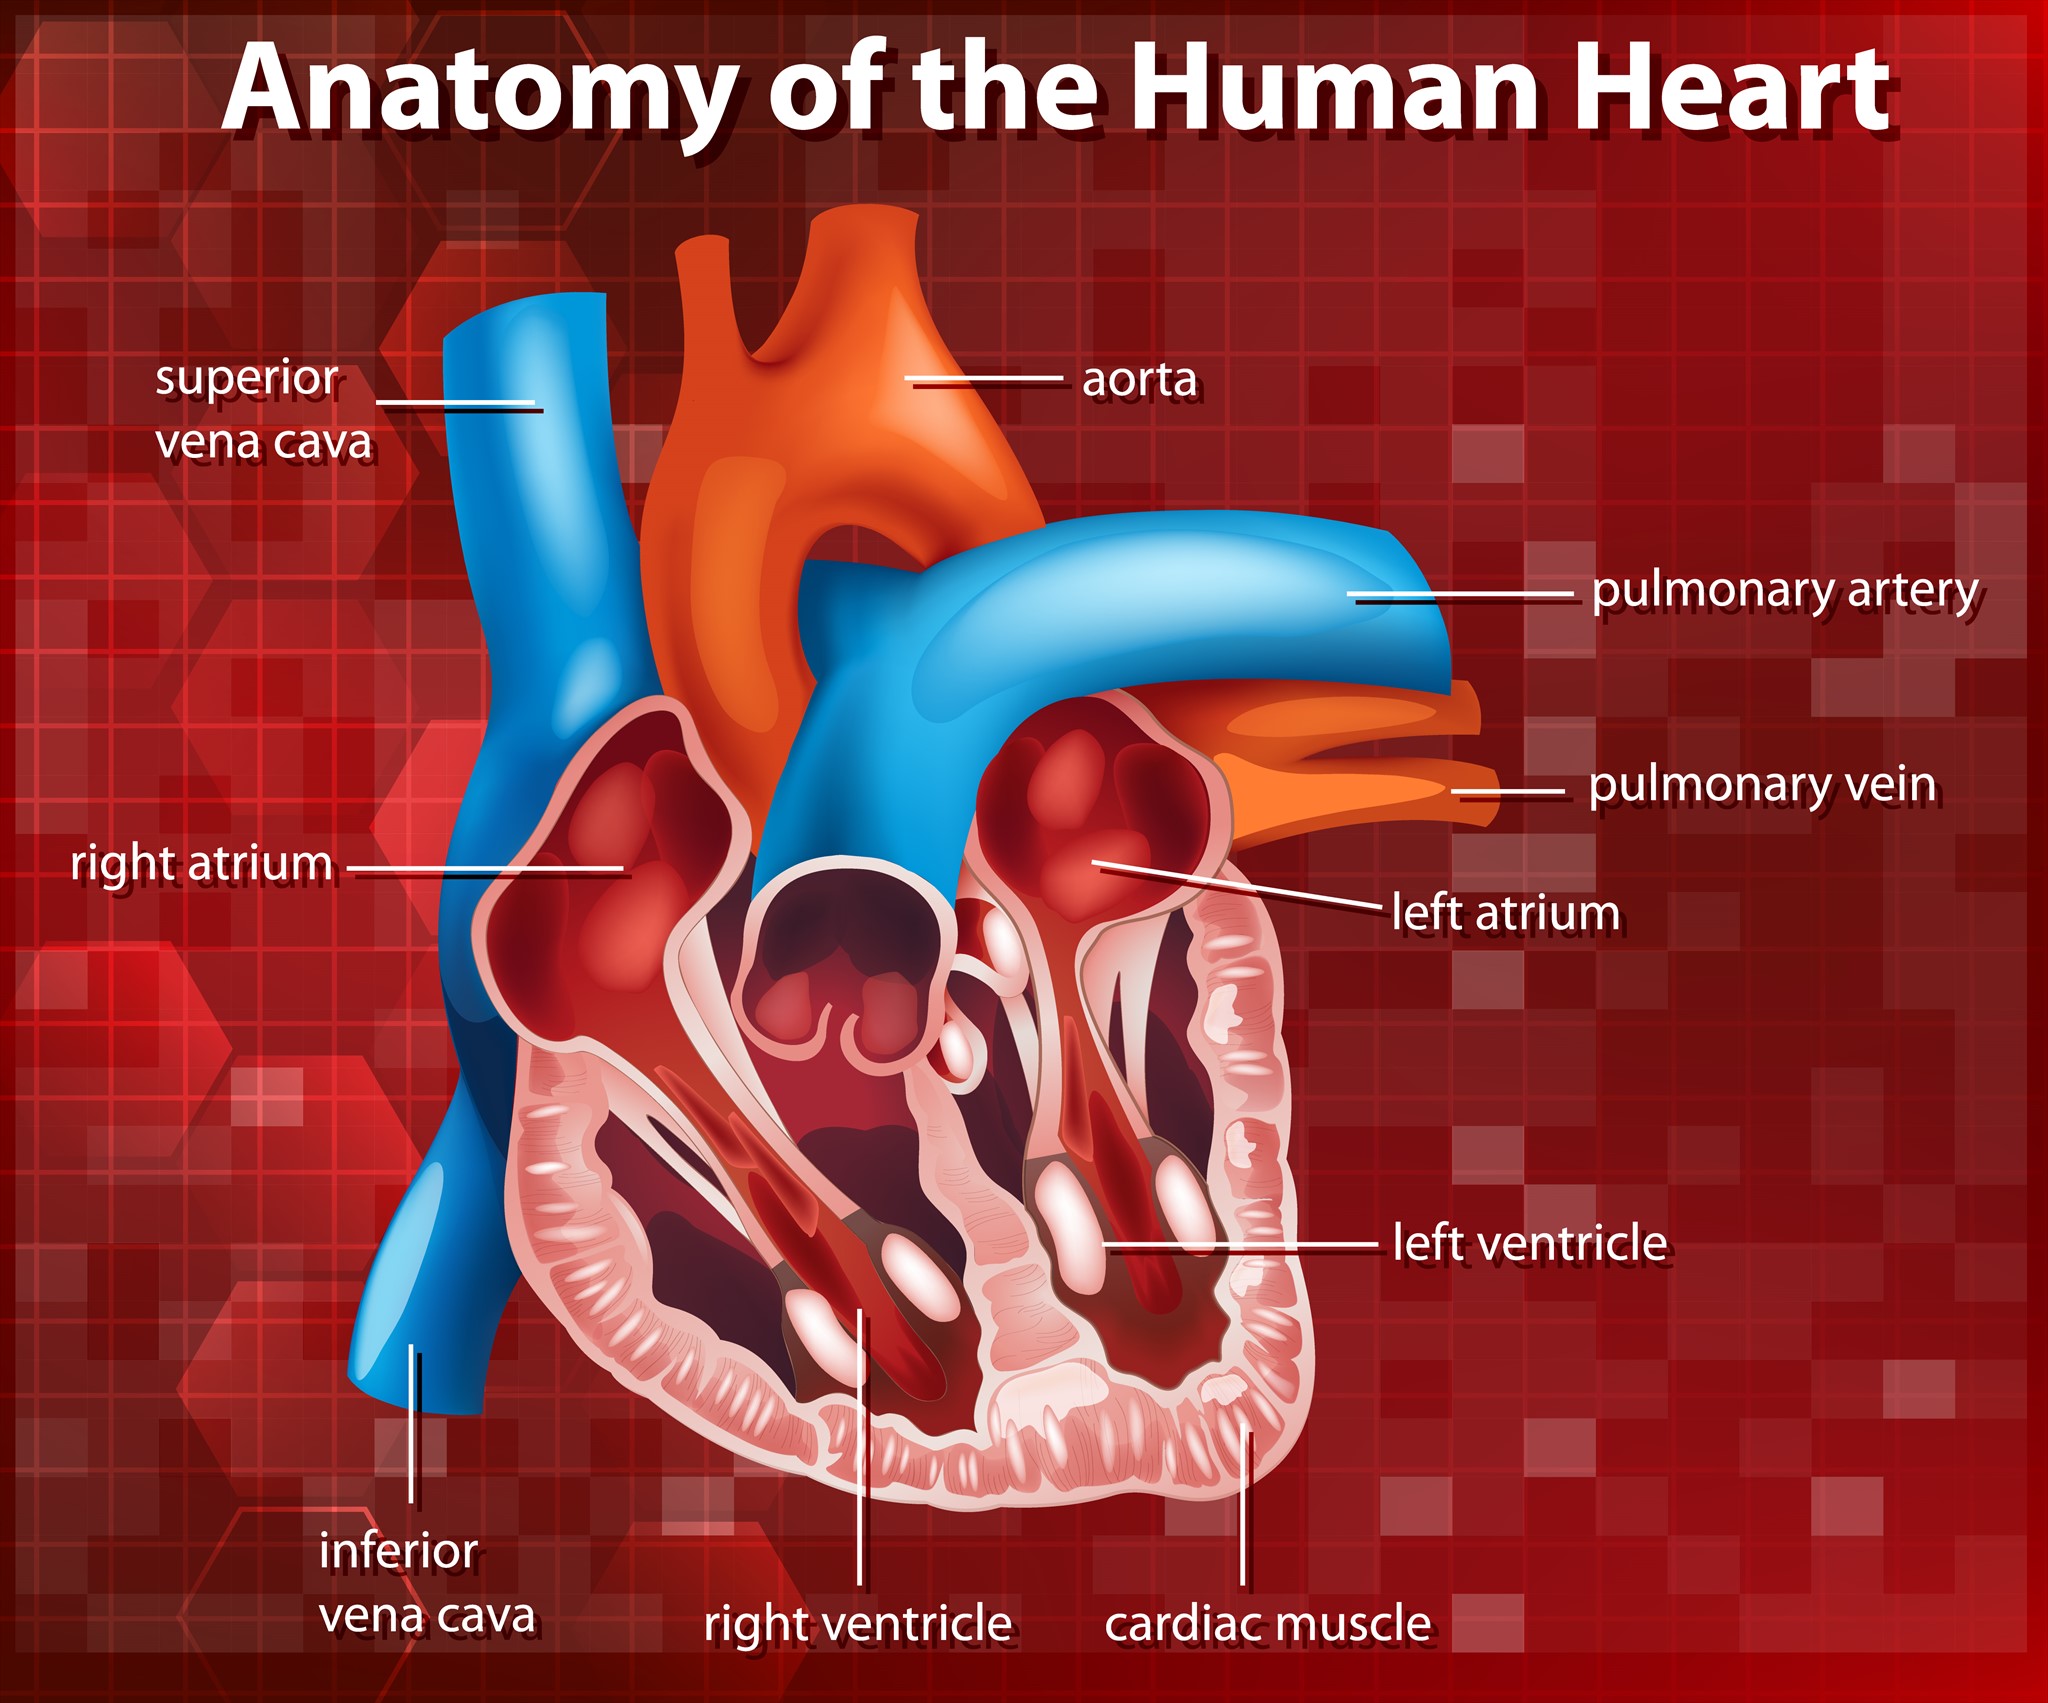 Anatomy of the Human Heart
superior
vena cava
aorta
pulmonary artery
pulmonary vein
right atrium
left atrium
left ventricle
inferior
vena cava
right ventricle
cardiac muscle